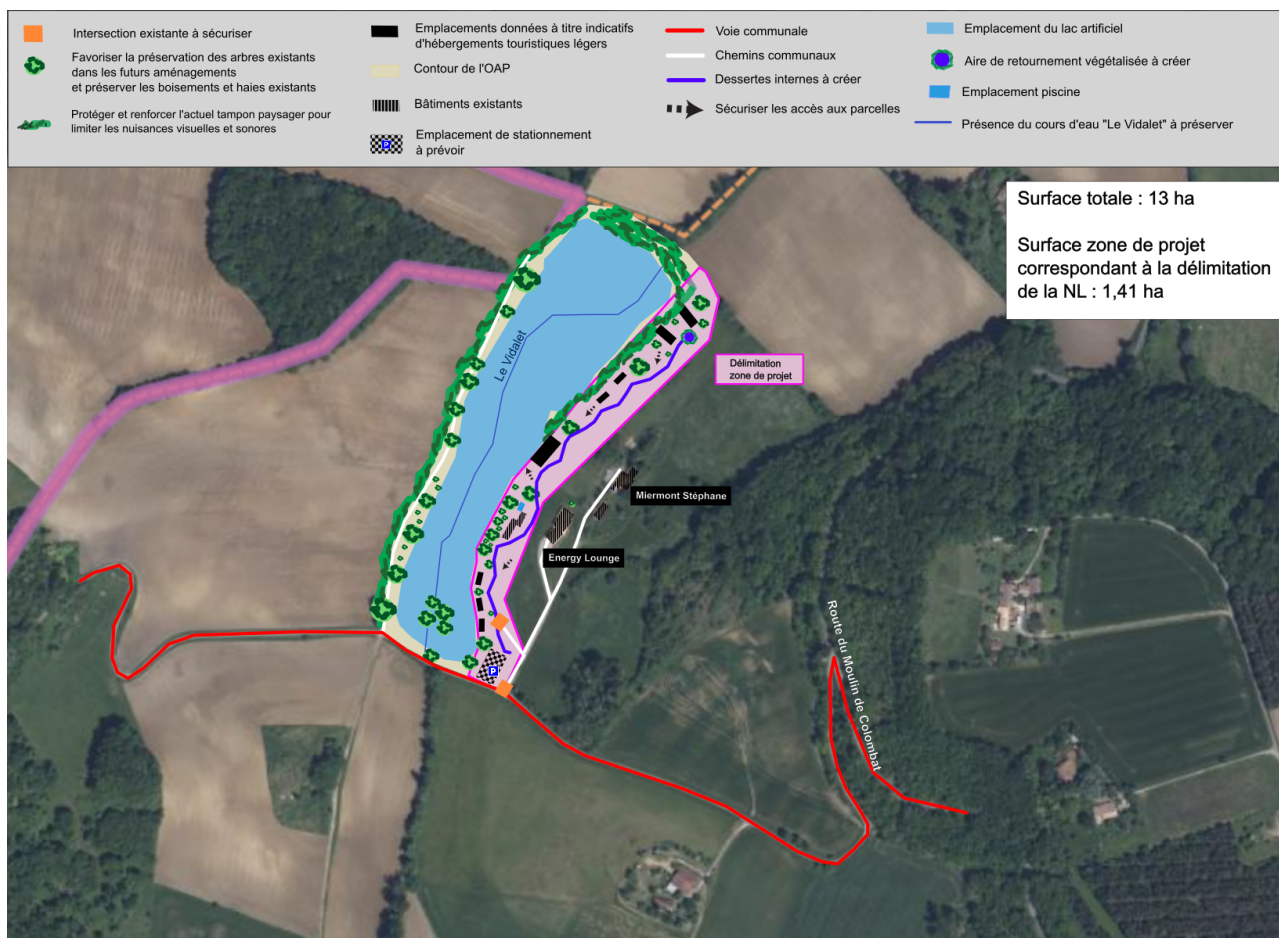 Intersection existante à sécuriser
Favoriser la préservation des arbres existants
dans les futurs aménagements
et préserver les boisements et haies existants
Protéger et renforcer l'actuel tampon paysager pour
limiter les nuisances visuelles et sonores
Emplacements données à titre indicatifs
d'hébergements touristiques légers
Contour de l'OAP
Bâtiments existants
P
Emplacement de stationnement
à prévoir
Voie communale
Chemins communaux
Dessertes internes à créer
Sécuriser les accès aux parcelles
Emplacement du lac artificiel
Aire de retournement végétalisée à créer
Emplacement piscine
Présence du cours d'eau "Le Vidalet" à préserver
Surface totale : 13 ha
Surface zone de projet
correspondant à la délimitation
de la NL : 1,41 ha
Le Vidalet
Délimitation
zone de projet
Miermont Stéphane
Energy Lounge
P
Route du Moulin de Colombat